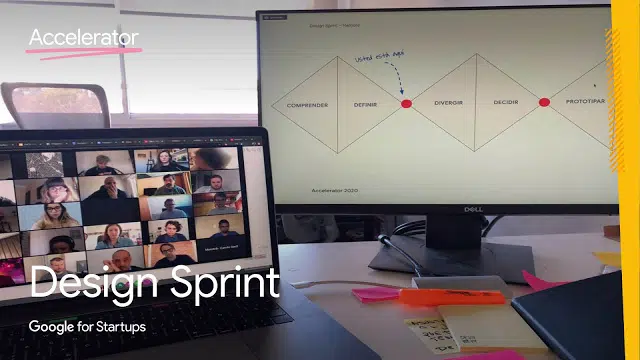 Accelerator
Design Sprint
Usted está aquí
COMPRENDER
DEFINIR
DIVERGIR
DECIDIR
PROTOTIPAR
Accelerator 2020
DELL
Design Sprint
Google for Startups